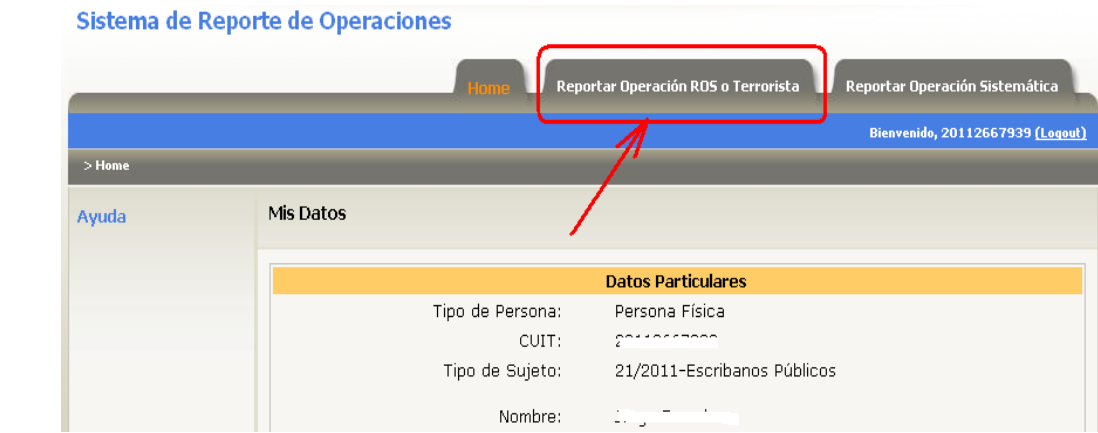 Sistema de Reporte de Operaciones
Home
Reportar Operación ROS o Terrorista
Reportar Operación Sistemática
Bienvenido, 20112667939 (Logout)
> Home
Ayuda
Mis Datos
Datos Particulares
Tipo de Persona: Persona Física
CUIT:
Tipo de Sujeto: 21/2011-Escribanos Públicos
Nombre: